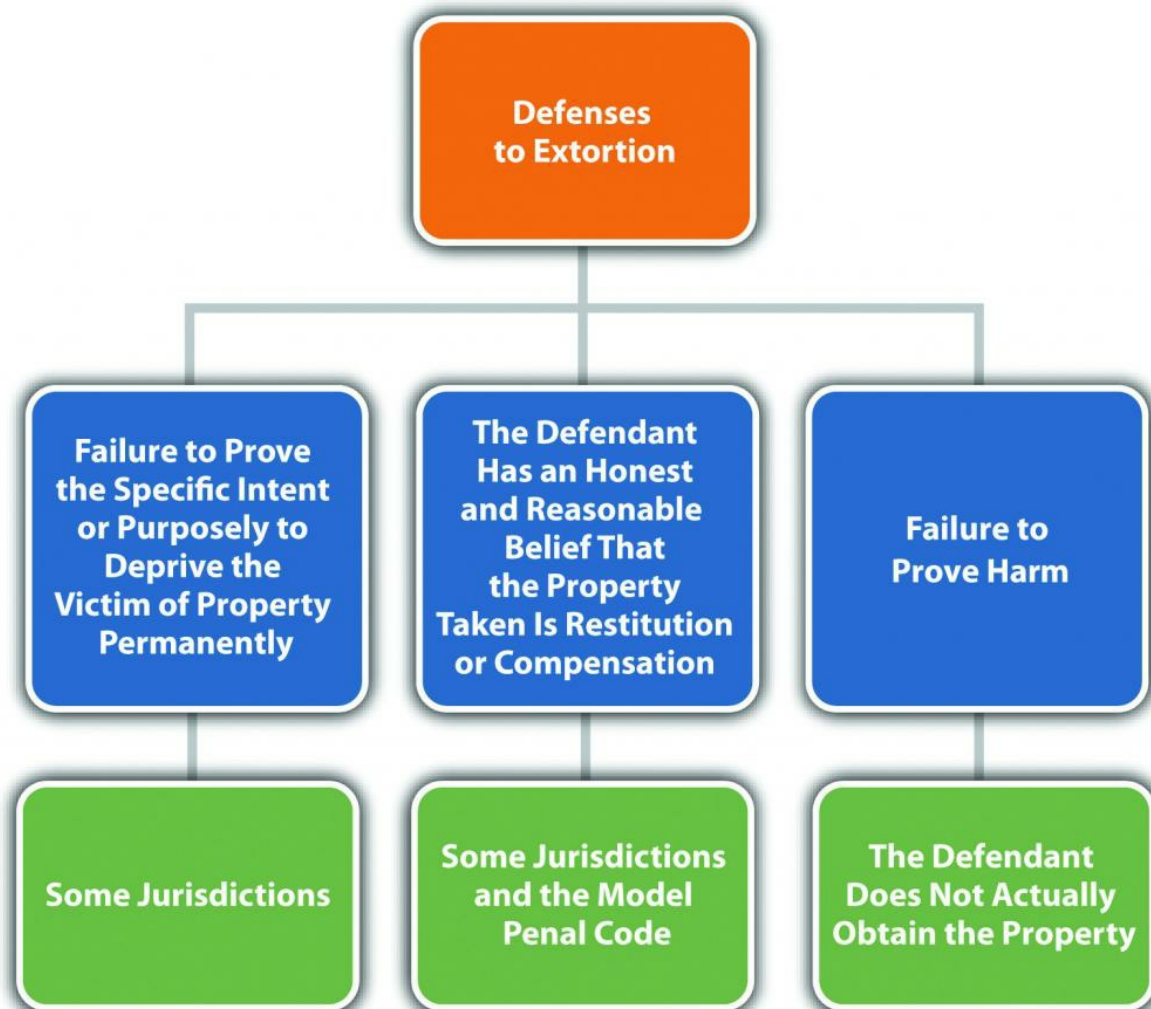 Defenses
to Extortion
Failure to Prove
the Specific Intent
or Purposely to
Deprive the
Victim of Property
Permanently
The Defendant
Has an Honest
and Reasonable
Belief That
the Property
Taken Is Restitution
or Compensation
Failure to
Prove Harm
Some Jurisdictions
Some Jurisdictions
and the Model
Penal Code
The Defendant
Does Not Actually
Obtain the Property